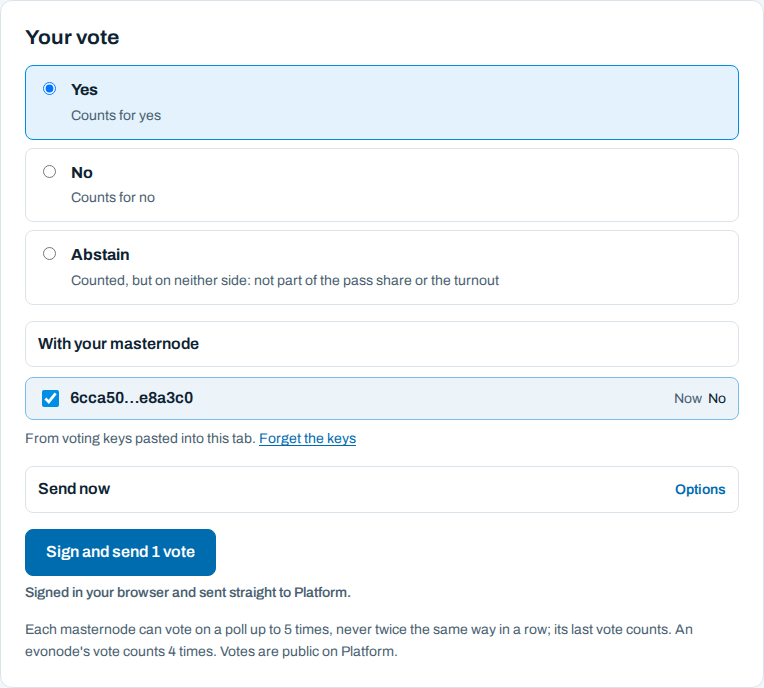 Your vote
Yes
Counts for yes
No
Counts for no
Abstain
Counted, but on neither side: not part of the pass share or the turnout
With your masternode
6cca50…e8a3c0 Now No
From voting keys pasted into this tab. Forget the keys
Send now Options
Sign and send 1 vote
Signed in your browser and sent straight to Platform.
Each masternode can vote on a poll up to 5 times, never twice the same way in a row; its last vote counts. An
evonode's vote counts 4 times. Votes are public on Platform.